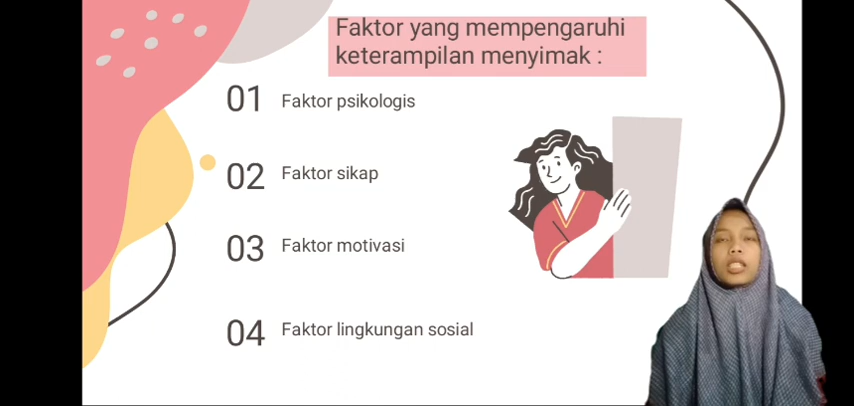 Faktor yang mempengaruhi
keterampilan menyimak :
01 Faktor psikologis
02 Faktor sikap
03 Faktor motivasi
04 Faktor lingkungan sosial